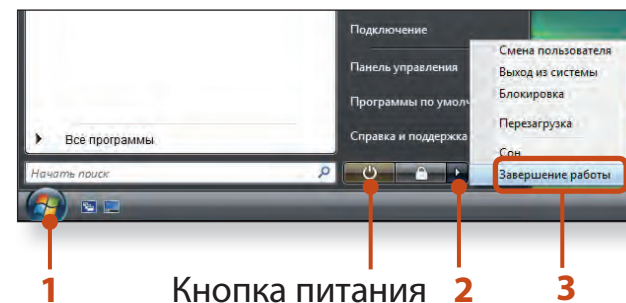 Подключение
Панель управления
Программы по умолч
Справка и поддержка
Все программы
Начать поиск
Смена пользователя
Выход из системы
Блокировка
Перезагрузка
Сон
Завершение работы
1 Кнопка питания 2 3